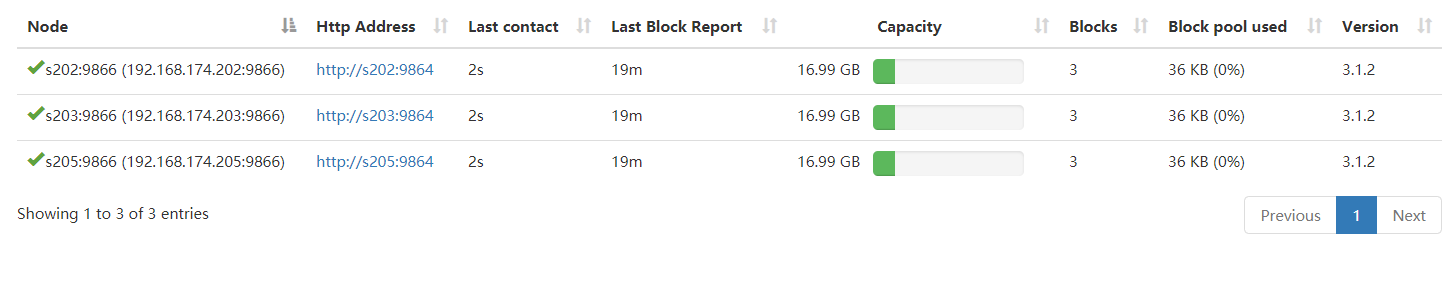 Node Http Address Last contact Last Block Report Capacity Blocks Block pool used Version
s202:9866 (192.168.174.202:9866) http://s202:9864 2s 19m 16.99 GB 3 36 KB (0%) 3.1.2
s203:9866 (192.168.174.203:9866) http://s203:9864 2s 19m 16.99 GB 3 36 KB (0%) 3.1.2
s205:9866 (192.168.174.205:9866) http://s205:9864 2s 19m 16.99 GB 3 36 KB (0%) 3.1.2
Showing 1 to 3 of 3 entries Previous 1 Next